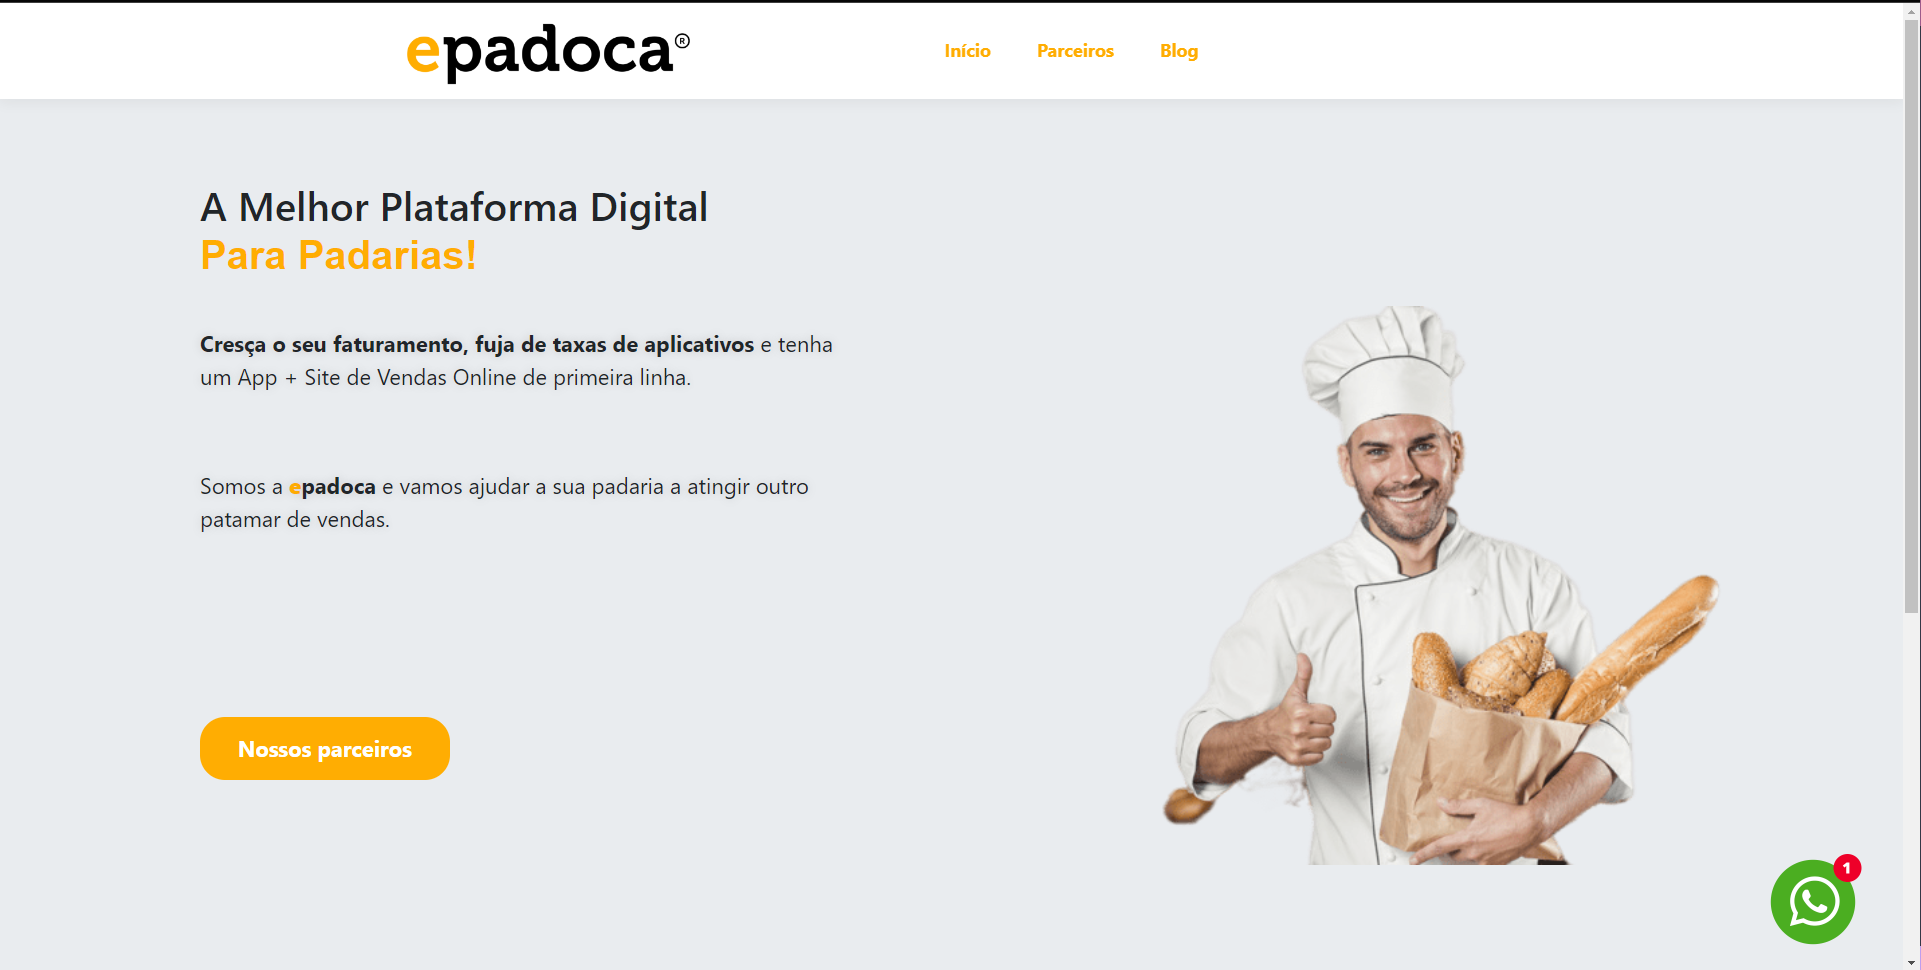 epadoca®
Início
Parceiros
Blog
A Melhor Plataforma Digital
Para Padarias!
Cresça o seu faturamento, fuja de taxas de aplicativos e tenha
um App + Site de Vendas Online de primeira linha.
Somos a epadoca e vamos ajudar a sua padaria a atingir outro
patamar de vendas.
Nossos parceiros
1